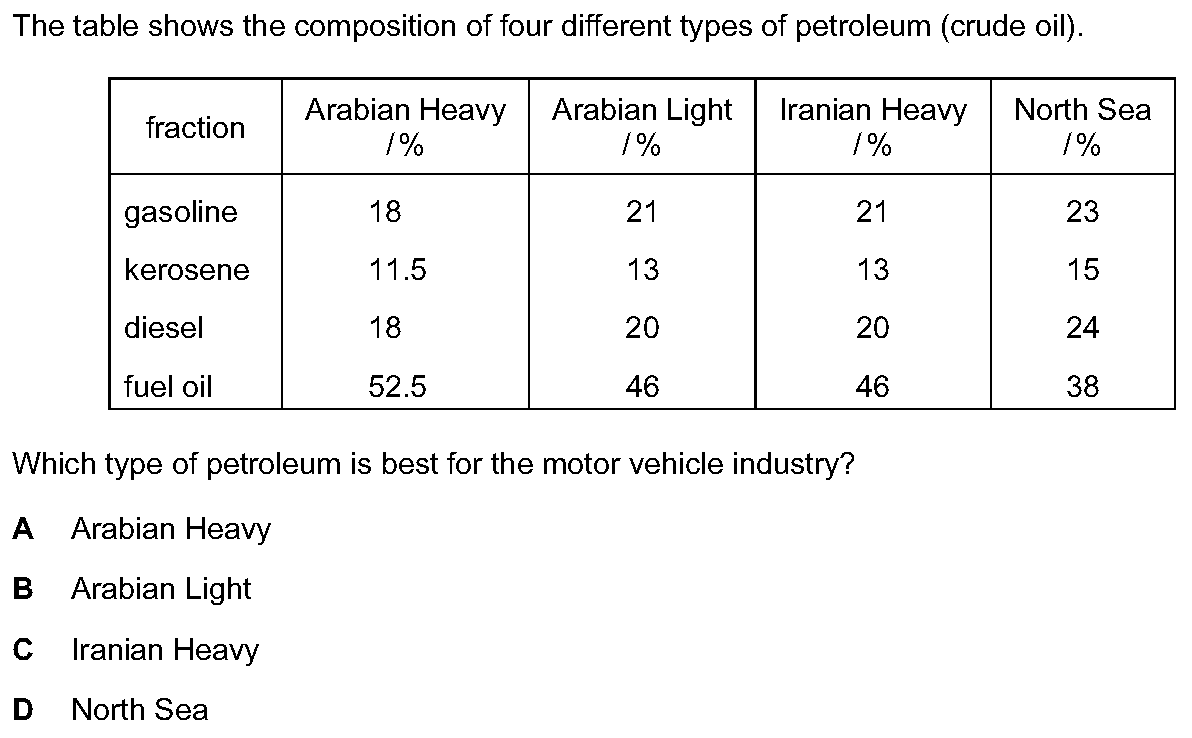 The table shows the composition of four different types of petroleum (crude oil).
fraction Arabian Heavy /% Arabian Light /% Iranian Heavy /% North Sea /%
gasoline 18 21 21 23
kerosene 11.5 13 13 15
diesel 18 20 20 24
fuel oil 52.5 46 46 38
Which type of petroleum is best for the motor vehicle industry?
A Arabian Heavy
B Arabian Light
C Iranian Heavy
D North Sea